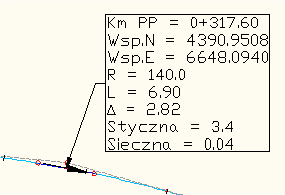 Km PP = 0+317.60
Wsp.N = 4390.9508
Wsp.E = 6648.0940
R = 140.0
L = 6.90
Δ = 2.82
Styczna = 3.4
Sieczna = 0.04